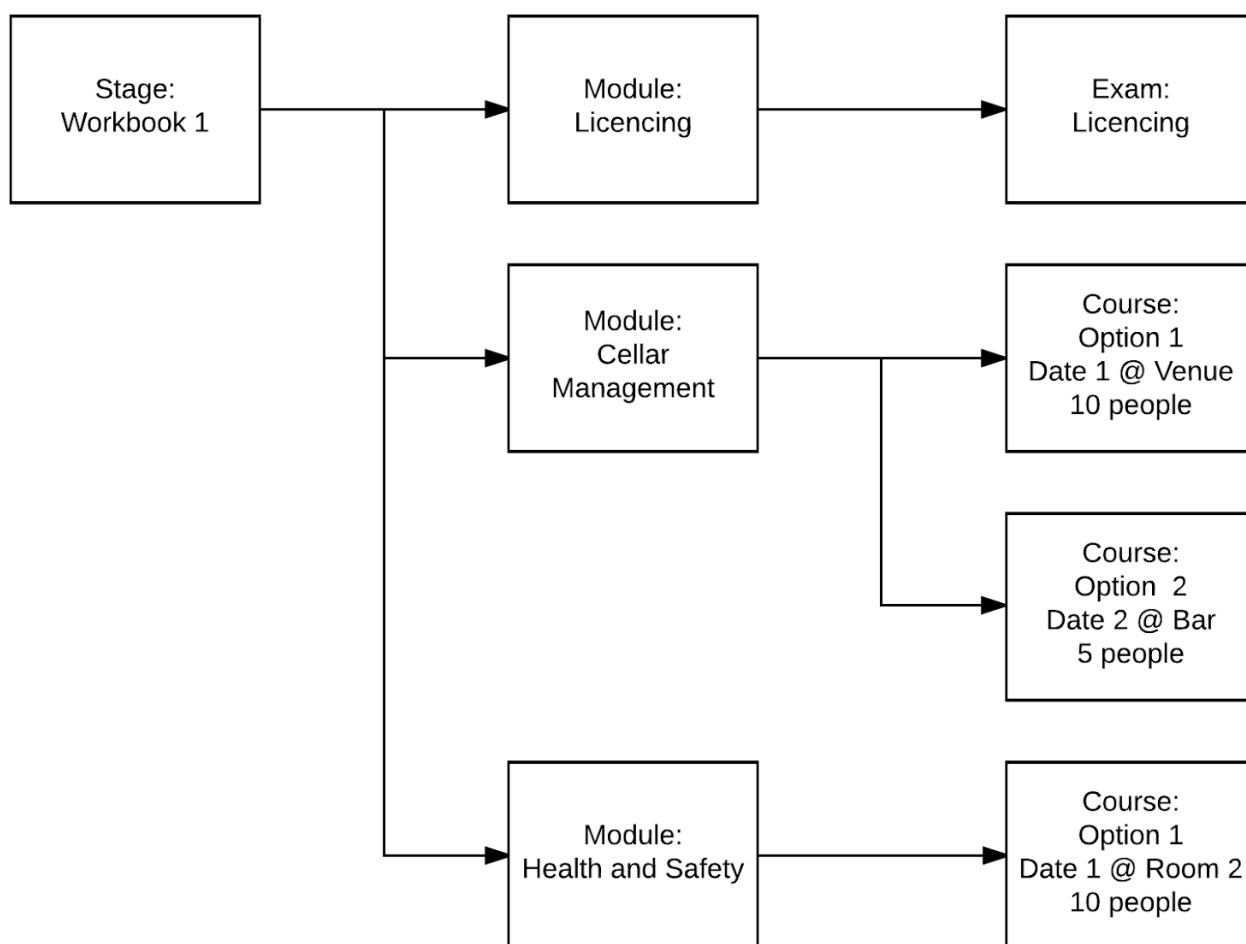 Stage:
Workbook 1
Module:
Licencing
Exam:
Licencing
Module:
Cellar
Management
Course:
Option 1
Date 1 @ Venue
10 people
Course:
Option  2
Date 2 @ Bar
5 people
Module:
Health and Safety
Course:
Option 1
Date 1 @ Room 2
10 people